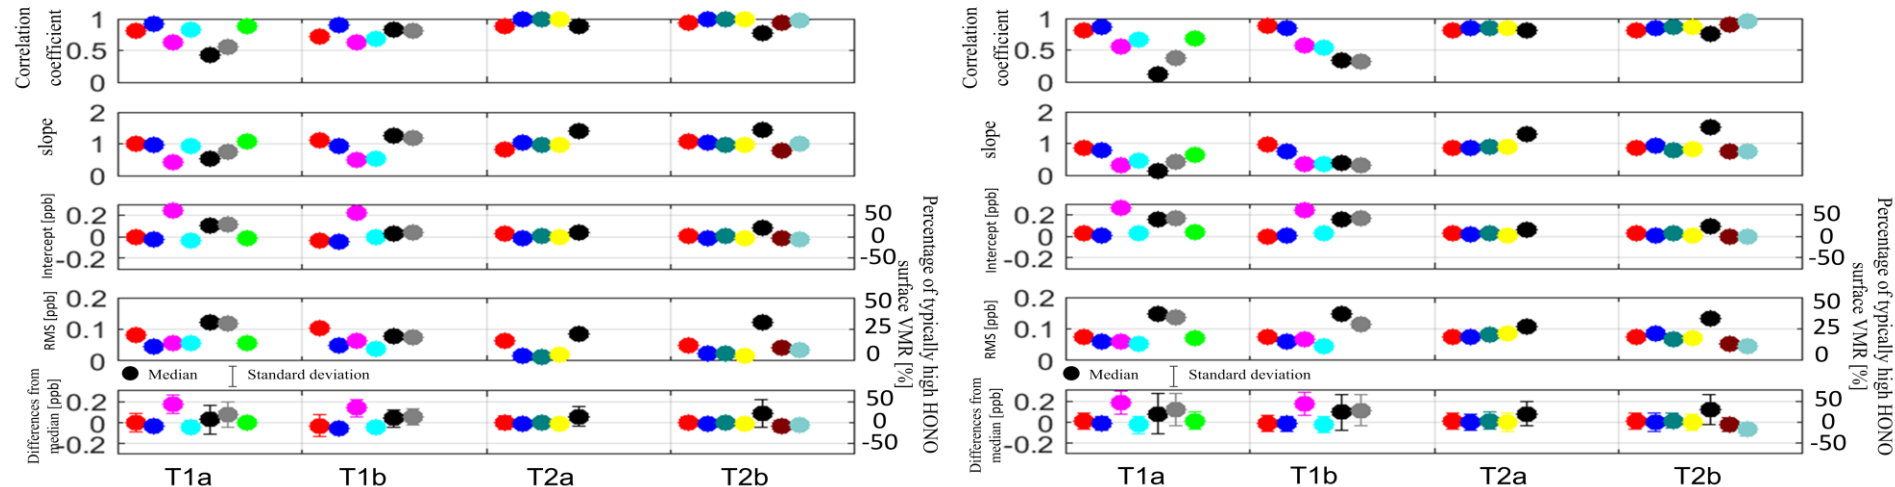 Correlation
coefficient
1
0.5
0
slope
2
1
0
Intercept [ppb]
0.2
0
-0.2
50
0
-50
RMS [ppb]
0.2
0.1
0
50
25
0
Median
Standard deviation
Differences from
median [ppb]
0.2
0
-0.2
50
0
-50
Percentage of typically high HONO
surface VMR [%]
T1a T1b T2a T2b
Correlation
coefficient
1
0.5
0
slope
2
1
0
Intercept [ppb]
0.2
0
-0.2
50
0
-50
RMS [ppb]
0.2
0.1
0
50
25
0
Median
Standard deviation
Differences from
median [ppb]
0.2
0
-0.2
50
0
-50
Percentage of typically high HONO
surface VMR [%]
T1a T1b T2a T2b